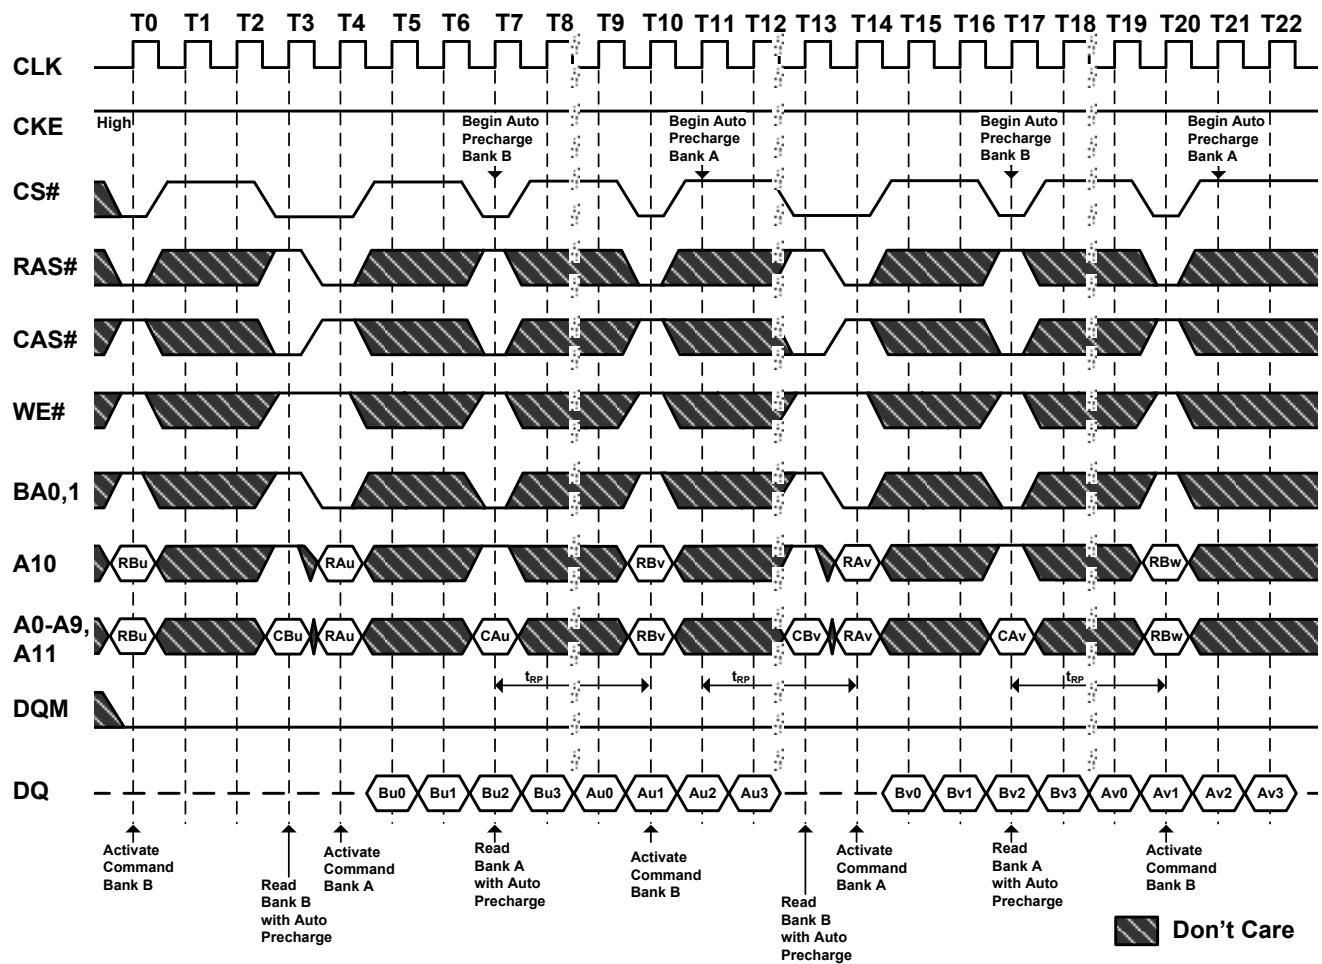 T0 T1 T2 T3 T4 T5 T6 T7 T8 T9 T10 T11 T12 T13 T14 T15 T16 T17 T18 T19 T20 T21 T22
CLK
CKE
High
Begin Auto
Precharge
Bank B
Begin Auto
Precharge
Bank A
Begin Auto
Precharge
Bank B
Begin Auto
Precharge
Bank A
CS#
RAS#
CAS#
WE#
BA0,1
A10
RBu RAu RBv RAv RBw
A0-A9,
A11
RBu CBu RAu CAu RBv CBv RAv CAv RBw
tRP tRP tRP
DQM
DQ
Bu0 Bu1 Bu2 Bu3 Au0 Au1 Au2 Au3 Bv0 Bv1 Bv2 Bv3 Av0 Av1 Av2 Av3
Activate
Command
Bank B
Read
Bank B
with Auto
Precharge
Activate
Command
Bank A
Read
Bank A
with Auto
Precharge
Activate
Command
Bank B
Read
Bank B
with Auto
Precharge
Activate
Command
Bank A
Read
Bank A
with Auto
Precharge
Activate
Command
Bank B
Don't Care